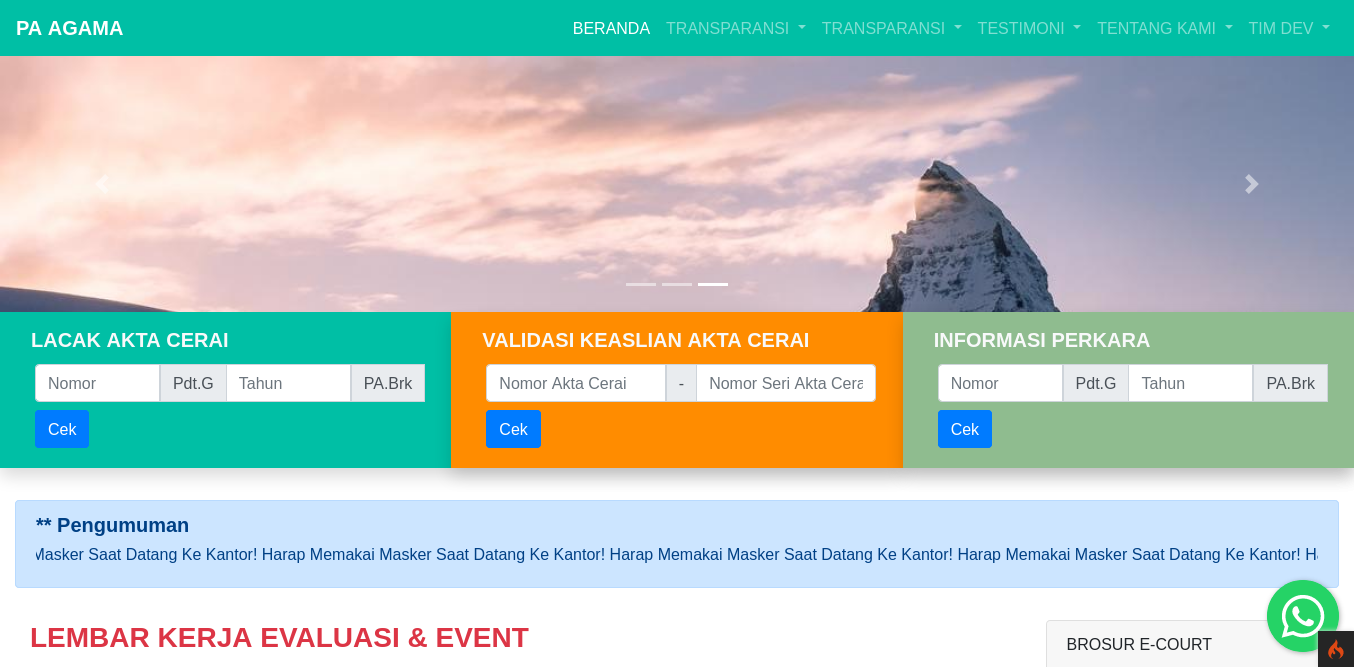 PA AGAMA BERANDA TRANSPARANSI TRANSPARANSI TESTIMONI TENTANG KAMI TIM DEV
LACAK AKTA CERAI
Nomor Pdt.G Tahun PA.Brk
Cek
VALIDASI KEASLIAN AKTA CERAI
Nomor Akta Cerai - Nomor Seri Akta Cera
Cek
INFORMASI PERKARA
Nomor Pdt.G Tahun PA.Brk
Cek
** Pengumuman
Masker Saat Datang Ke Kantor! Harap Memakai Masker Saat Datang Ke Kantor! Harap Memakai Masker Saat Datang Ke Kantor! Harap Memakai Masker Saat Datang Ke Kantor!
LEMBAR KERJA EVALUASI & EVENT
BROSUR E-COURT